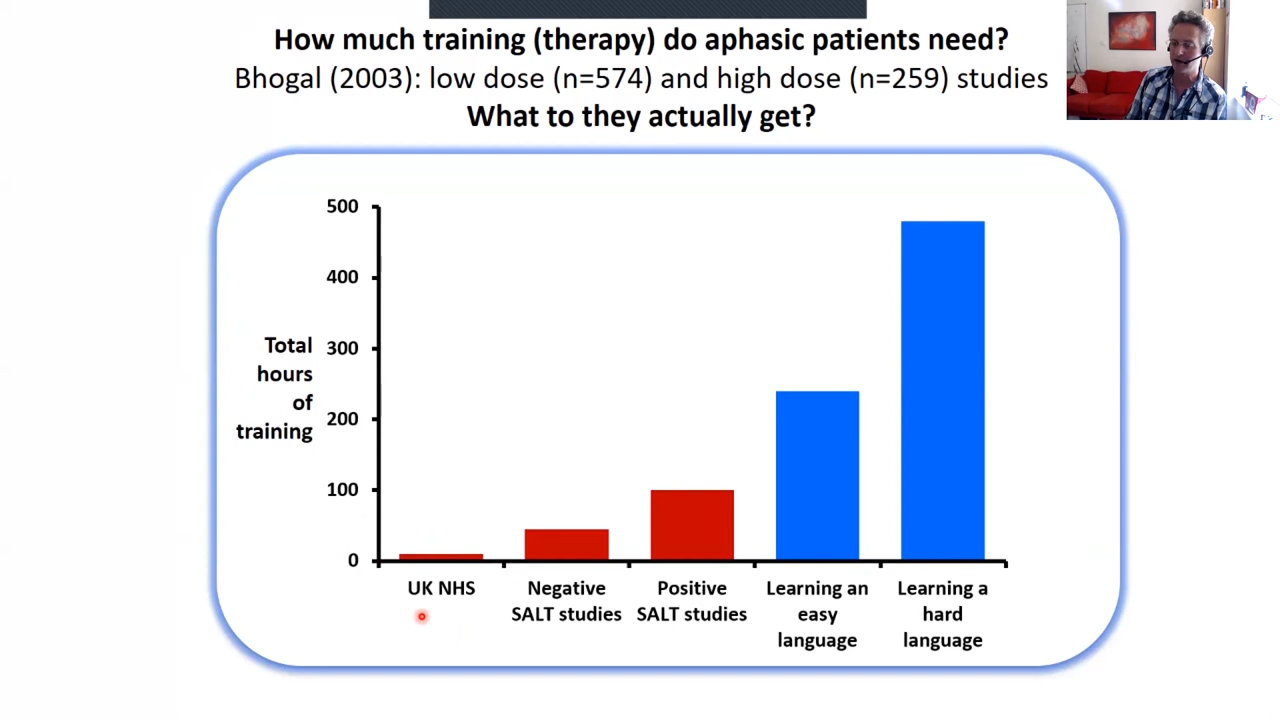 How much training (therapy) do aphasic patients need?
Bhogal (2003): low dose (n=574) and high dose (n=259) studies
What to they actually get?
500
400
300
200
100
0
Total
hours
of
training
UK NHS
Negative
SALT studies
Positive
SALT studies
Learning an
easy
language
Learning a
hard
language